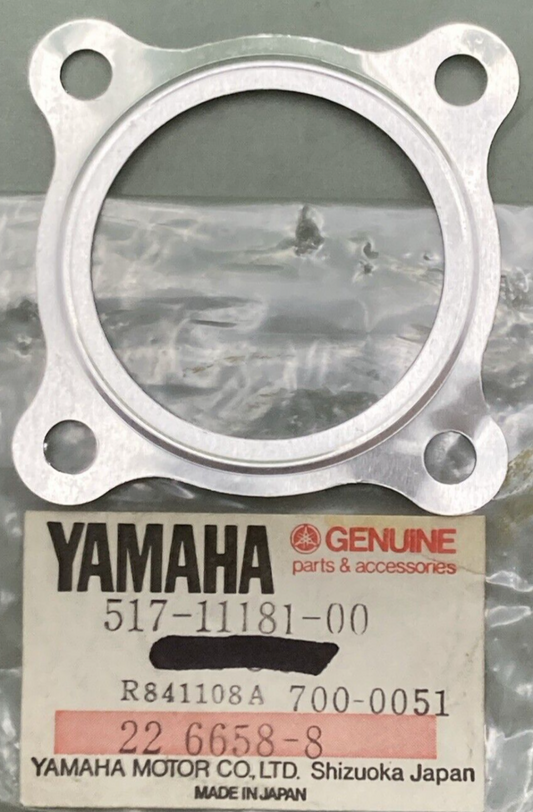 YAMAHA GENUINE
parts & accessories
517-11181-00
R841108A 700-0051
22 6658-8
YAMAHA MOTOR CO., LTD. Shizuoka Japan
MADE IN JAPAN